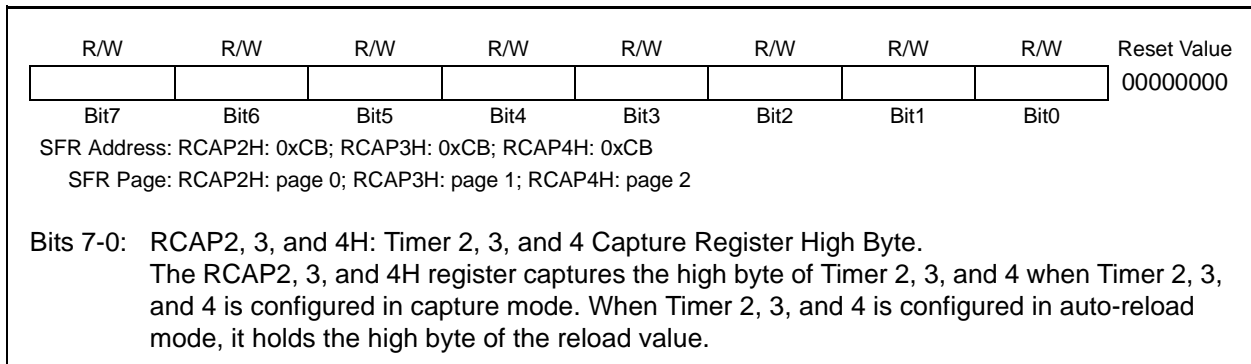 R/W R/W R/W R/W R/W R/W R/W R/W Reset Value
00000000
Bit7 Bit6 Bit5 Bit4 Bit3 Bit2 Bit1 Bit0
SFR Address: RCAP2H: 0xCB; RCAP3H: 0xCB; RCAP4H: 0xCB
SFR Page: RCAP2H: page 0; RCAP3H: page 1; RCAP4H: page 2
Bits 7-0: RCAP2, 3, and 4H: Timer 2, 3, and 4 Capture Register High Byte.
The RCAP2, 3, and 4H register captures the high byte of Timer 2, 3, and 4 when Timer 2, 3,
and 4 is configured in capture mode. When Timer 2, 3, and 4 is configured in auto-reload
mode, it holds the high byte of the reload value.